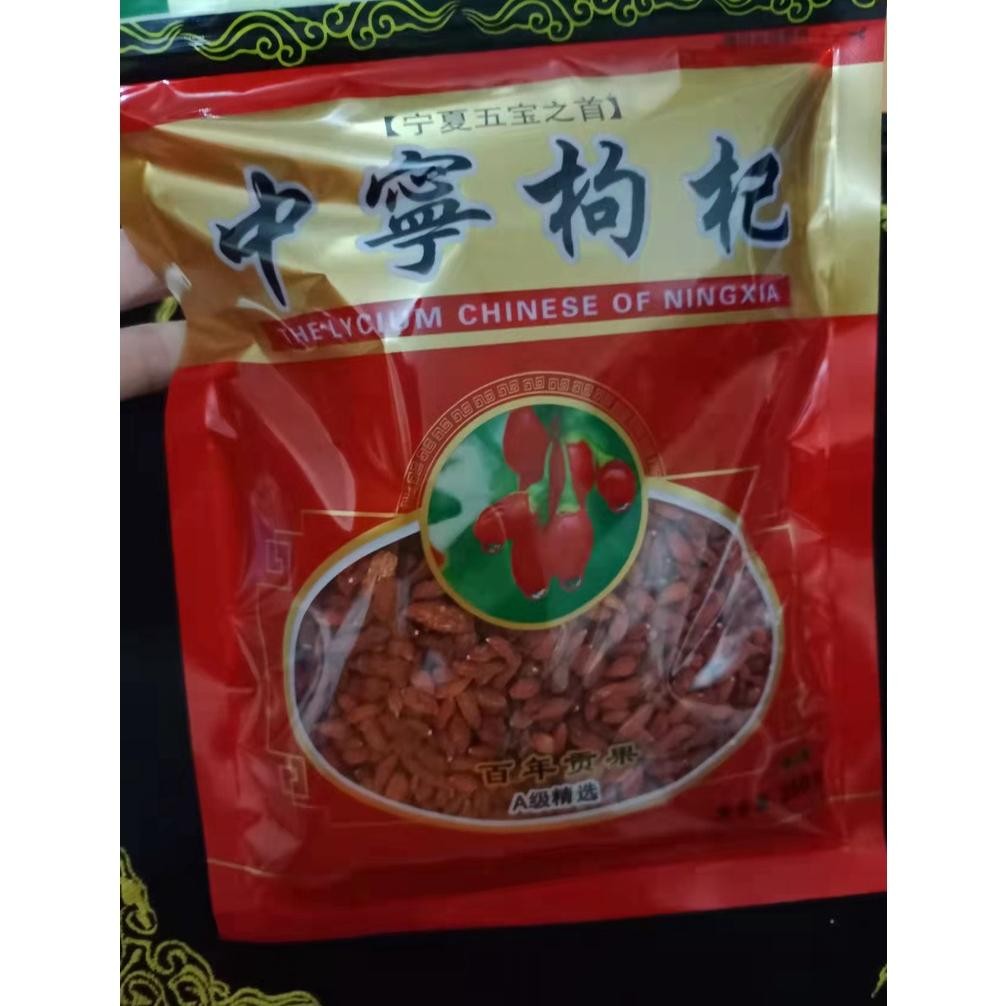 【宁夏五宝之首】
中寧枸杞
THE LYCIUM CHINESE OF NINGXIA
百年贡果
A级精选